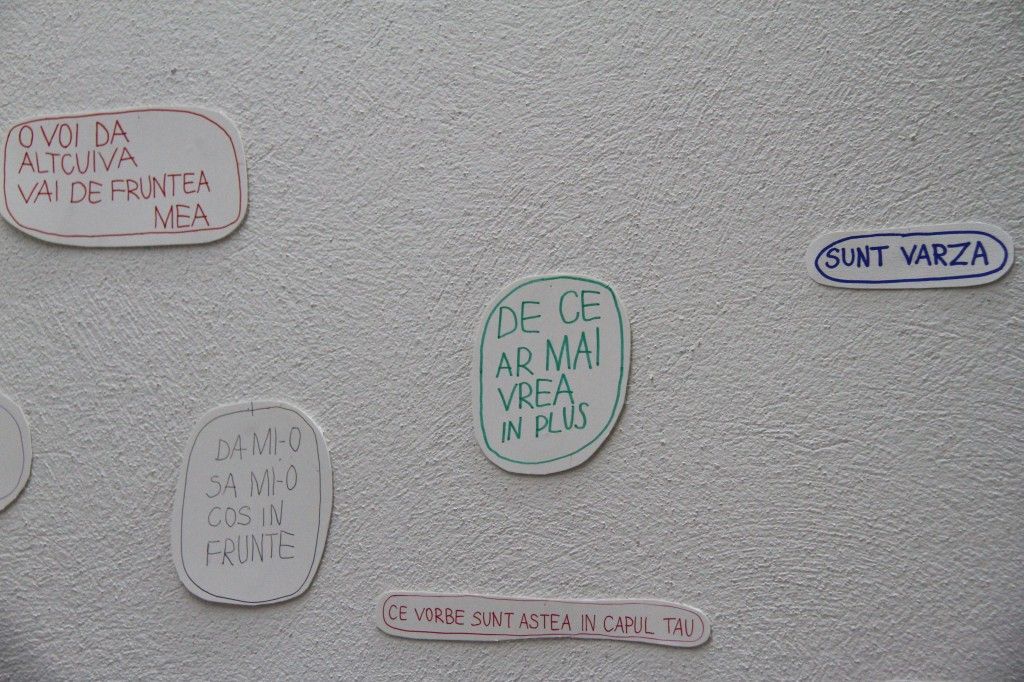 O VOI DA
ALTCUIVA
VAI DE FRUNTEA
MEA
SUNT VARZA
DE CE
AR MAI
VREA
IN PLUS
DA-MI-O
SA MI-O
COS IN
FRUNTE
CE VORBE SUNT ASTEA IN CAPUL TAU